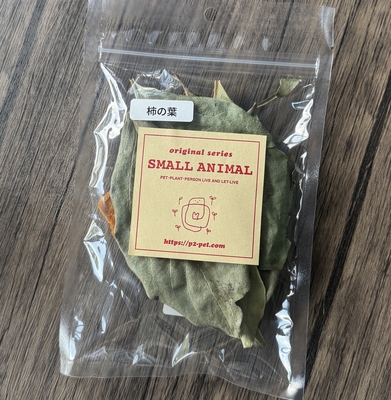 柿の葉
original series
SMALL ANIMAL
PET・PLANT・PERSON LIVE AND LET-LIVE
https://p2-pet.com